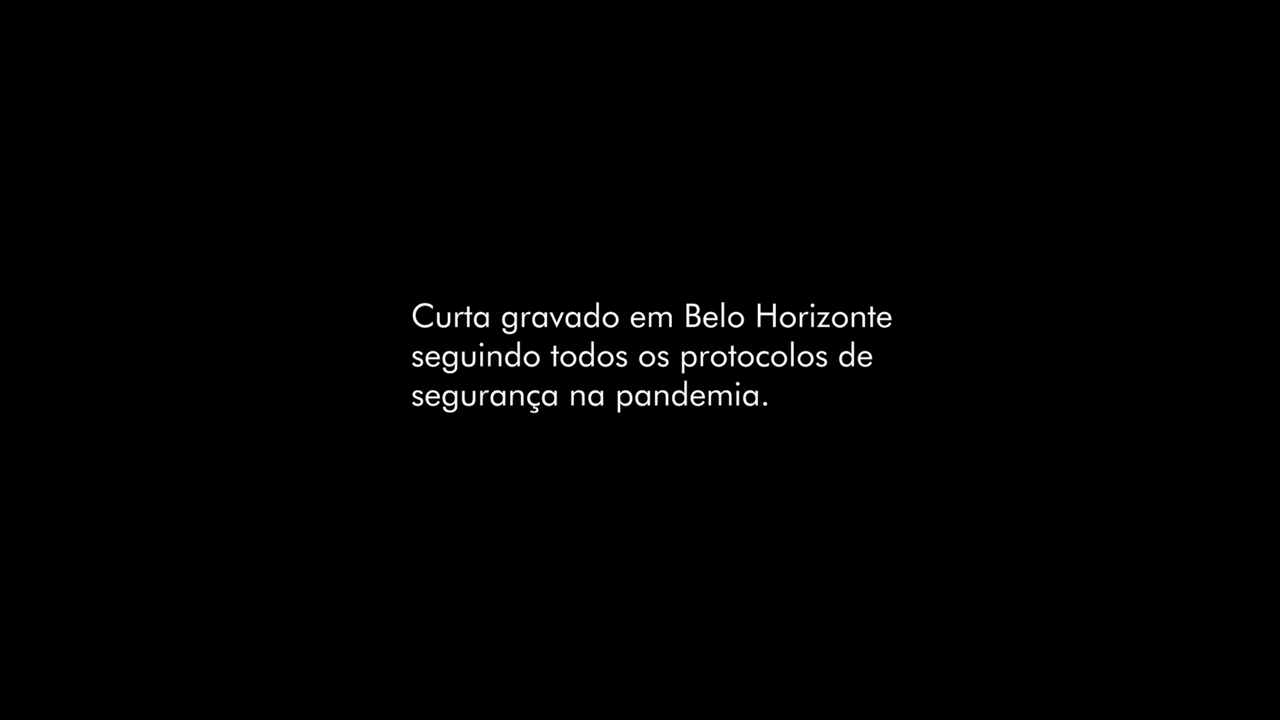 Curta gravado em Belo Horizonte
seguindo todos os protocolos de
segurança na pandemia.